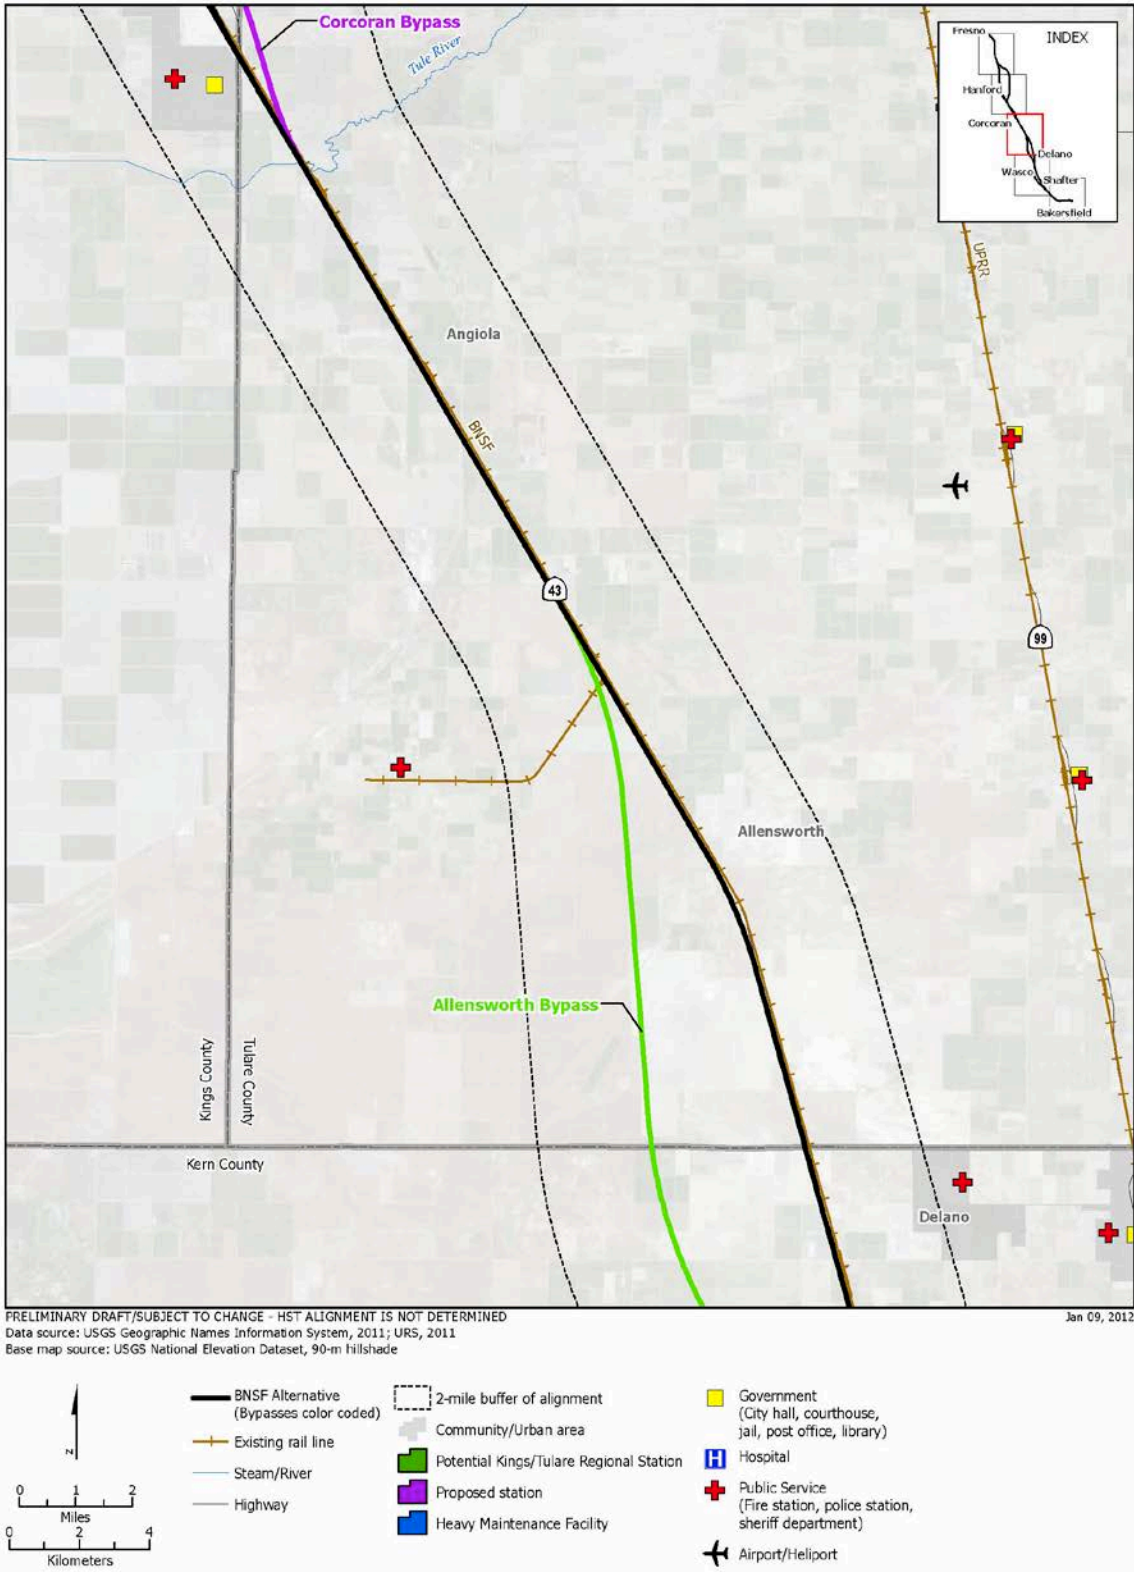 Corcoran Bypass
Tule River
INDEX
Fresno
Hanford
Corcoran
Delano
Wasco
Shafter
Bakersfield
UPRR
Angiola
BNSF
43
99
Allensworth
Allensworth Bypass
Kings County
Tulare County
Kern County
Delano
PRELIMINARY DRAFT/SUBJECT TO CHANGE - HST ALIGNMENT IS NOT DETERMINED
Jan 09, 2012
Data source: USGS Geographic Names Information System, 2011; URS, 2011
Base map source: USGS National Elevation Dataset, 90-m hillshade
N
0 1 2
Miles
0 2 4
Kilometers
BNSF Alternative
(Bypasses color coded)
Existing rail line
Steam/River
Highway
2-mile buffer of alignment
Community/Urban area
Potential Kings/Tulare Regional Station
Proposed station
Heavy Maintenance Facility
Government
(City hall, courthouse,
jail, post office, library)
H Hospital
Public Service
(Fire station, police station,
sheriff department)
Airport/Heliport